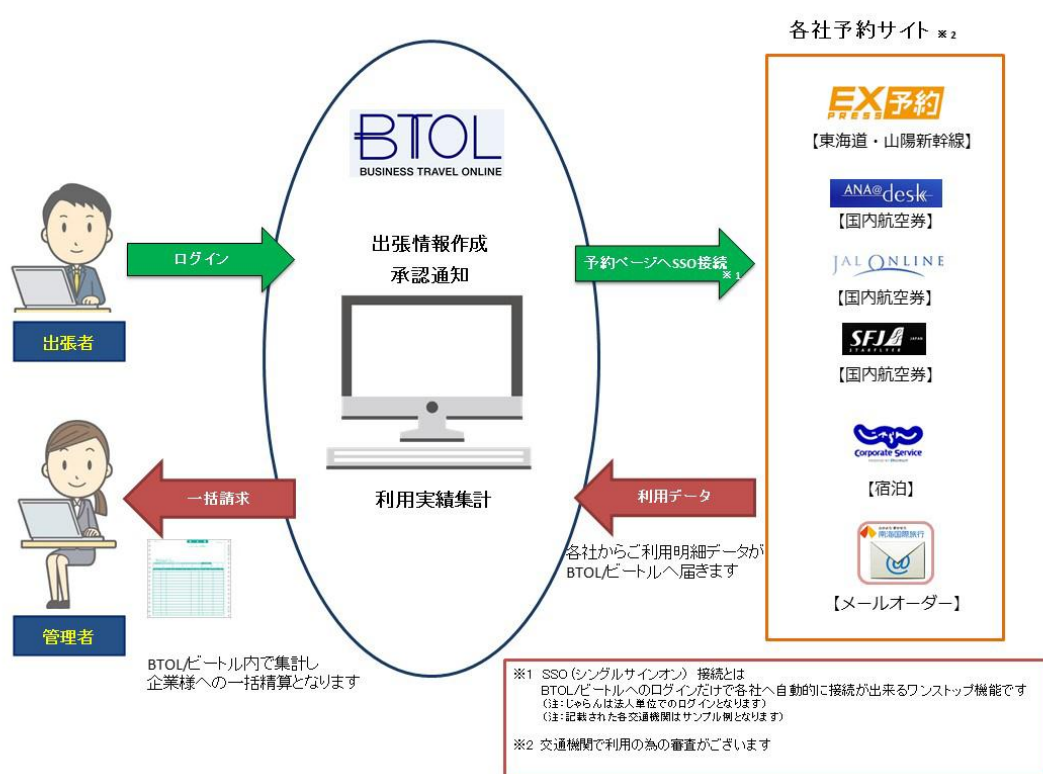 各社予約サイト ※2
EX予約
PRESS
【東海道・山陽新幹線】
BTOL
BUSINESS TRAVEL ONLINE
ANA@desk
【国内航空券】
出張情報作成
承認通知
ログイン
予約ページへSSO接続
※1
JAL ONLINE
【国内航空券】
SFJ JAPAN
STARFLYER
【国内航空券】
出張者
じゃらん
Corporate Service
【宿泊】
一括請求
利用実績集計
利用データ
南海国際旅行
各社からご利用明細データが
BTOL/ビートルへ届きます
【メールオーダー】
管理者
BTOL/ビートル内で集計し
企業様への一括精算となります
※1 SSO(シングルサインオン) 接続とは
BTOL/ビートルへのログインだけで各社へ自動的に接続が出来るワンストップ機能です
(注:じゃらんは法人単位でのログインとなります)
(注:記載された各交通機関はサンプル例となります)
※2 交通機関で利用の為の審査がございます